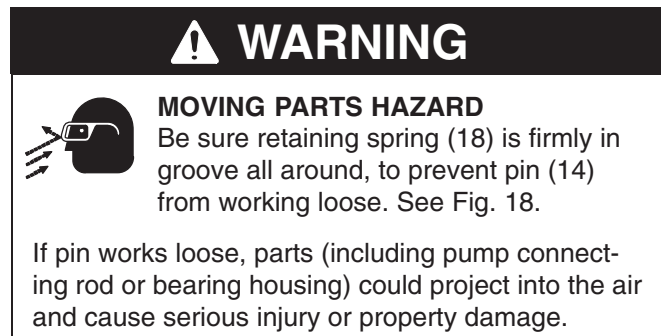 WARNING
MOVING PARTS HAZARD
Be sure retaining spring (18) is firmly in
groove all around, to prevent pin (14)
from working loose. See Fig. 18.
If pin works loose, parts (including pump connect-
ing rod or bearing housing) could project into the air
and cause serious injury or property damage.